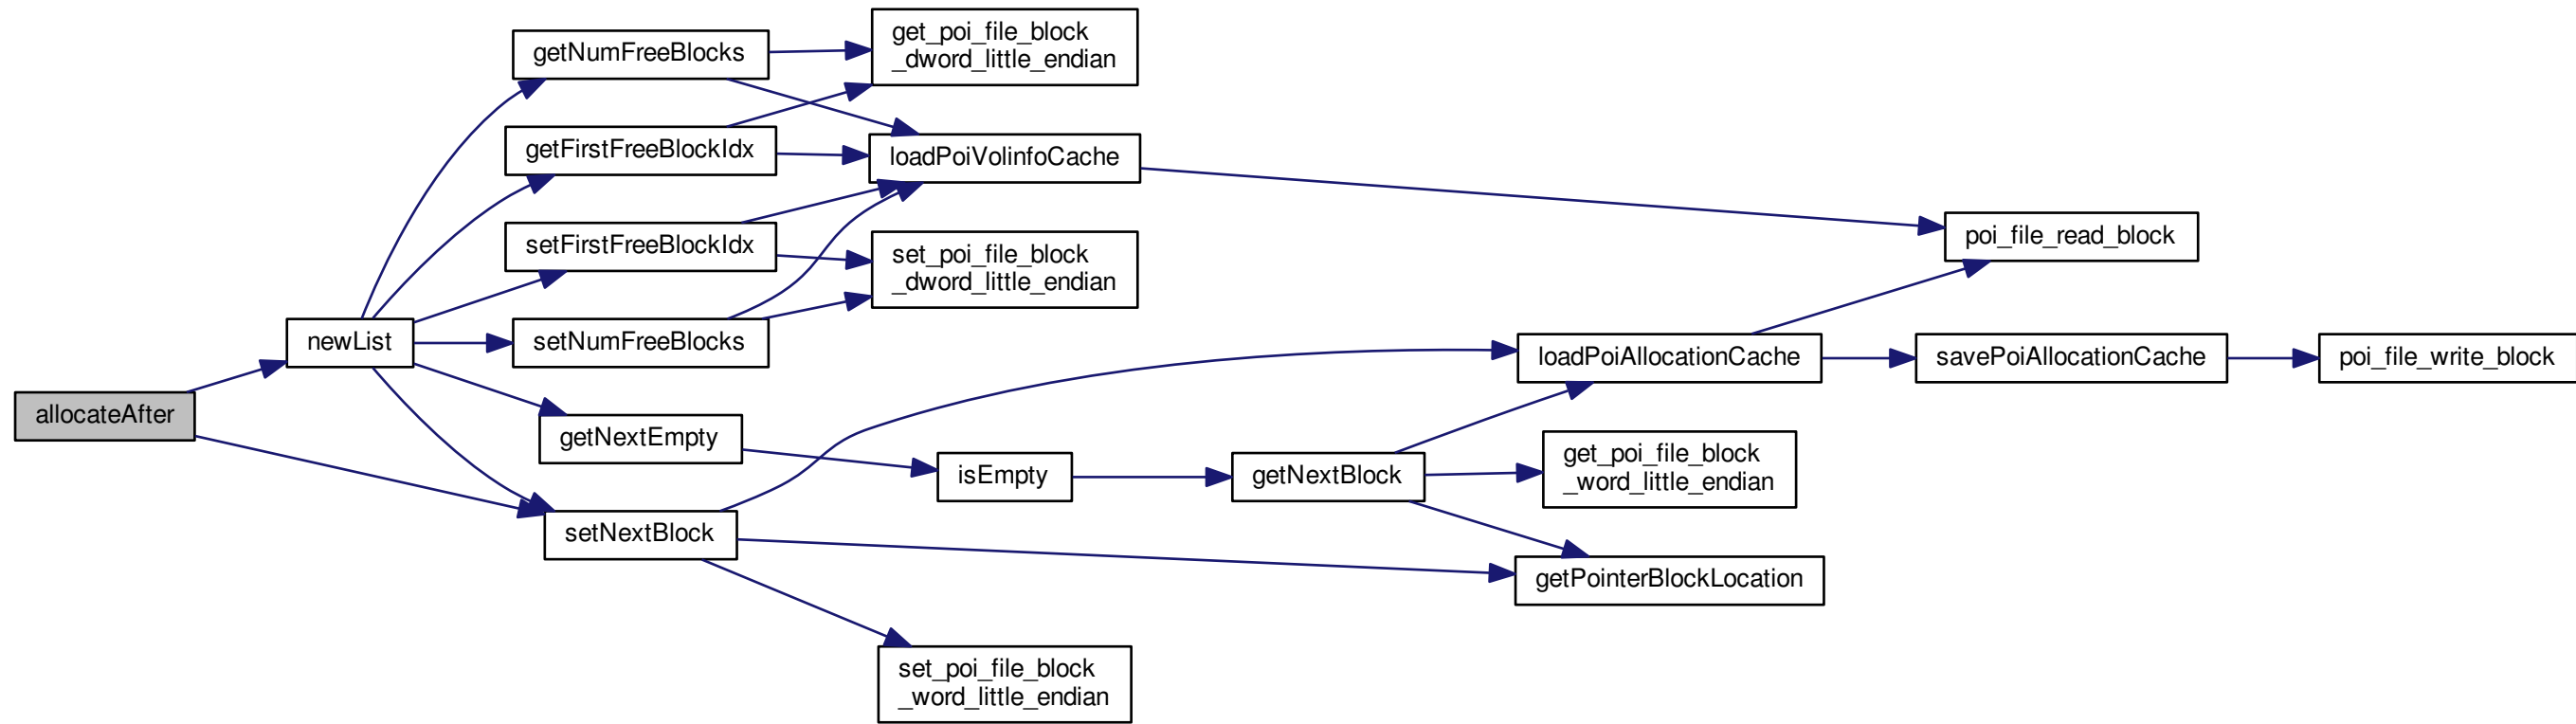 getNumFreeBlocks
get_poi_file_block
_dword_little_endian
getFirstFreeBlockIdx
loadPoiVolinfoCache
setFirstFreeBlockIdx
set_poi_file_block
_dword_little_endian
poi_file_read_block
newList
setNumFreeBlocks
loadPoiAllocationCache
savePoiAllocationCache
poi_file_write_block
allocateAfter
getNextEmpty
isEmpty
getNextBlock
get_poi_file_block
_word_little_endian
setNextBlock
getPointerBlockLocation
set_poi_file_block
_word_little_endian